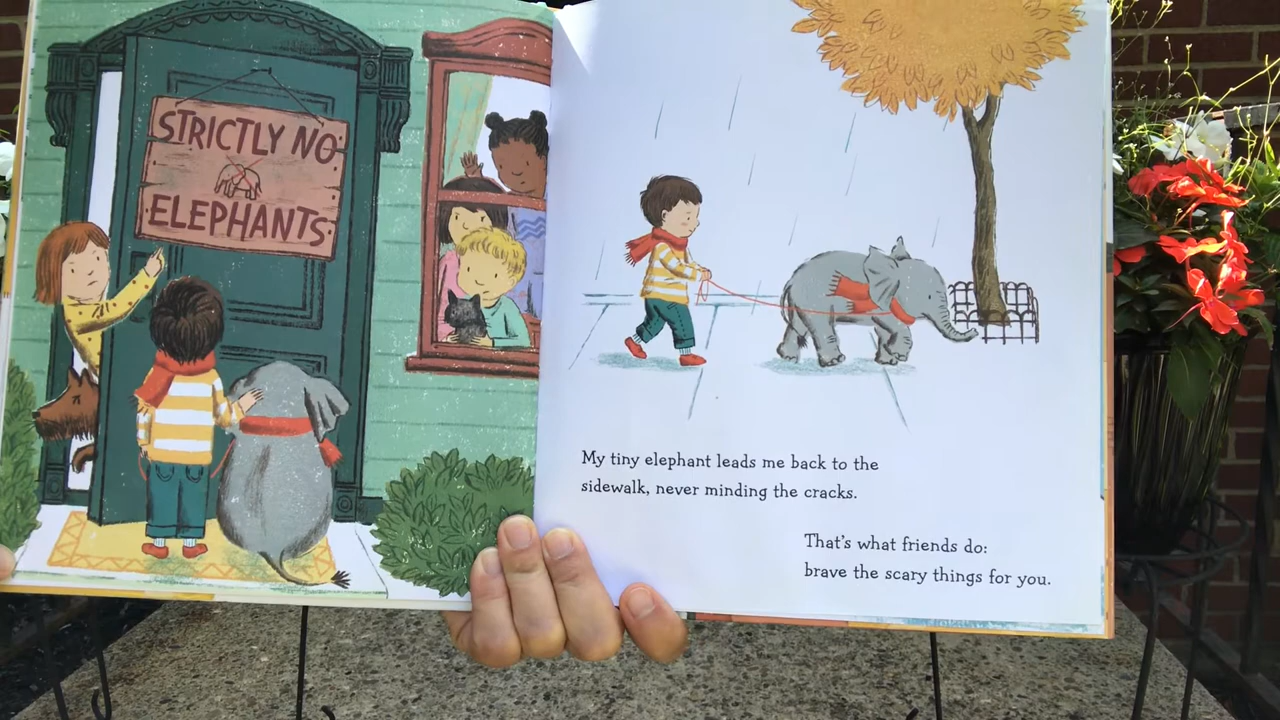 STRICTLY NO
ELEPHANTS
My tiny elephant leads me back to the
sidewalk, never minding the cracks.
That's what friends do:
brave the scary things for you.